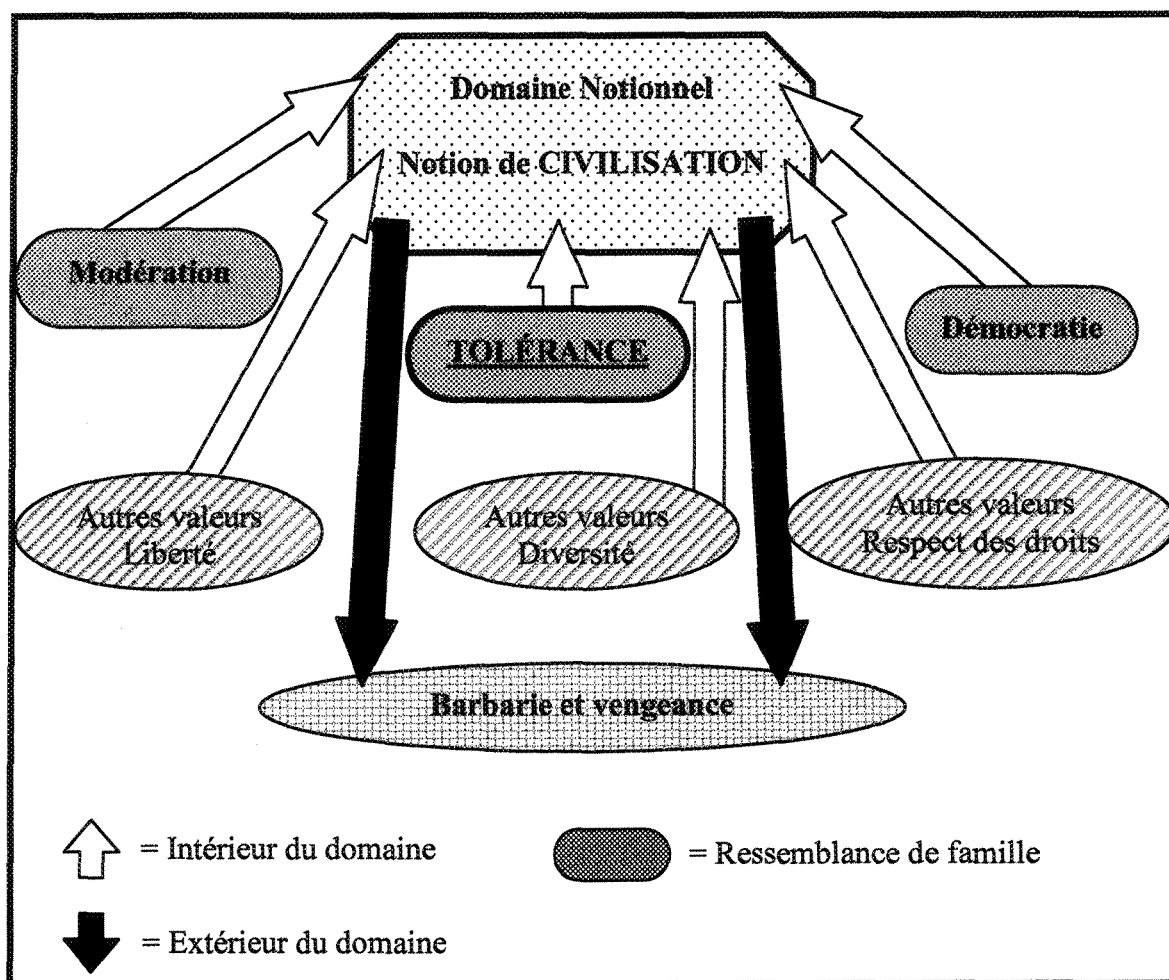 Domaine Notionnel
Notion de CIVILISATION
Modération
TOLÉRANCE
Démocratie
Autres valeurs
Liberté
Autres valeurs
Diversité
Autres valeurs
Respect des droits
Barbarie et vengeance
= Intérieur du domaine
= Ressemblance de famille
= Extérieur du domaine